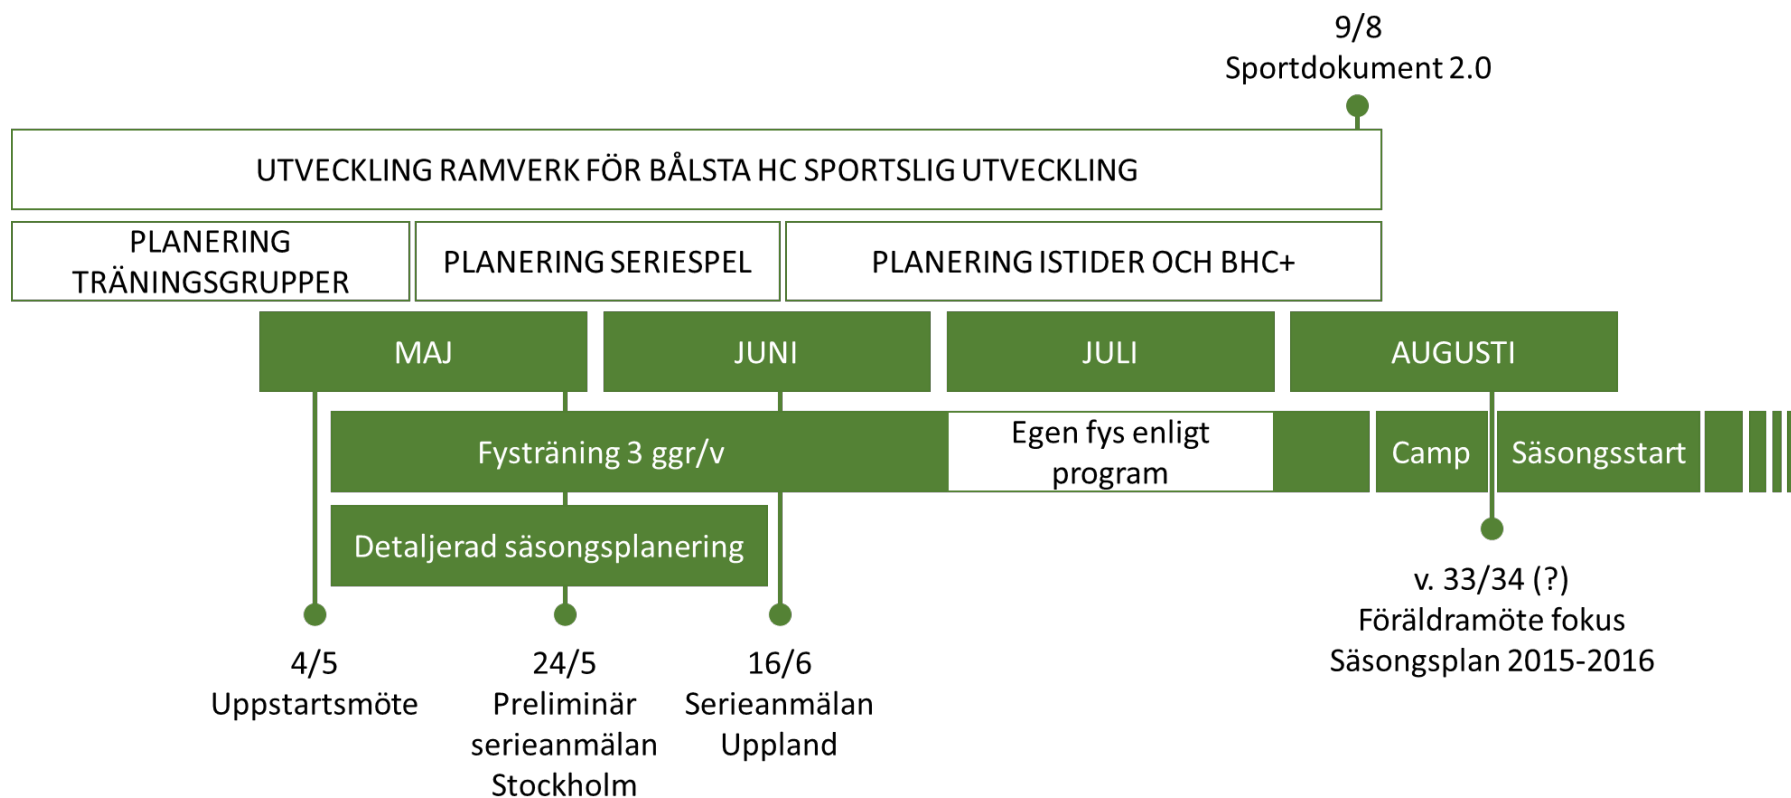 9/8
Sportdokument 2.0
UTVECKLING RAMVERK FÖR BÅLSTA HC SPORTSLIG UTVECKLING
PLANERING
TRÄNINGSGRUPPER
PLANERING SERIESPEL
PLANERING ISTIDER OCH BHC+
MAJ
JUNI
JULI
AUGUSTI
Fysträning 3 ggr/v
Egen fys enligt
program
Camp
Säsongsstart
Detaljerad säsongsplanering
4/5
Uppstartsmöte
24/5
Preliminär
serieanmälan
Stockholm
16/6
Serieanmälan
Uppland
v. 33/34 (?)
Föräldramöte fokus
Säsongsplan 2015-2016